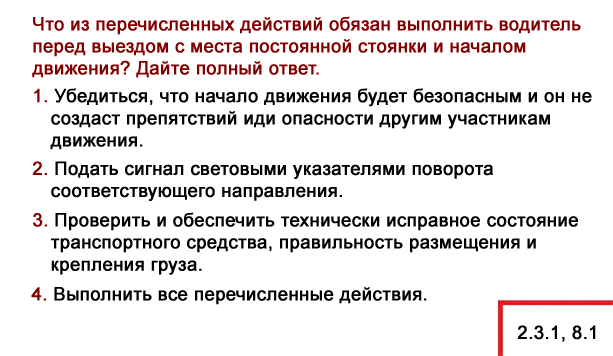 Что из перечисленных действий обязан выполнить водитель
перед выездом с места постоянной стоянки и началом
движения? Дайте полный ответ.
1. Убедиться, что начало движения будет безопасным и он не
создаст препятствий иди опасности другим участникам
движения.
2. Подать сигнал световыми указателями поворота
соответствующего направления.
3. Проверить и обеспечить технически исправное состояние
транспортного средства, правильность размещения и
крепления груза.
4. Выполнить все перечисленные действия.
2.3.1, 8.1